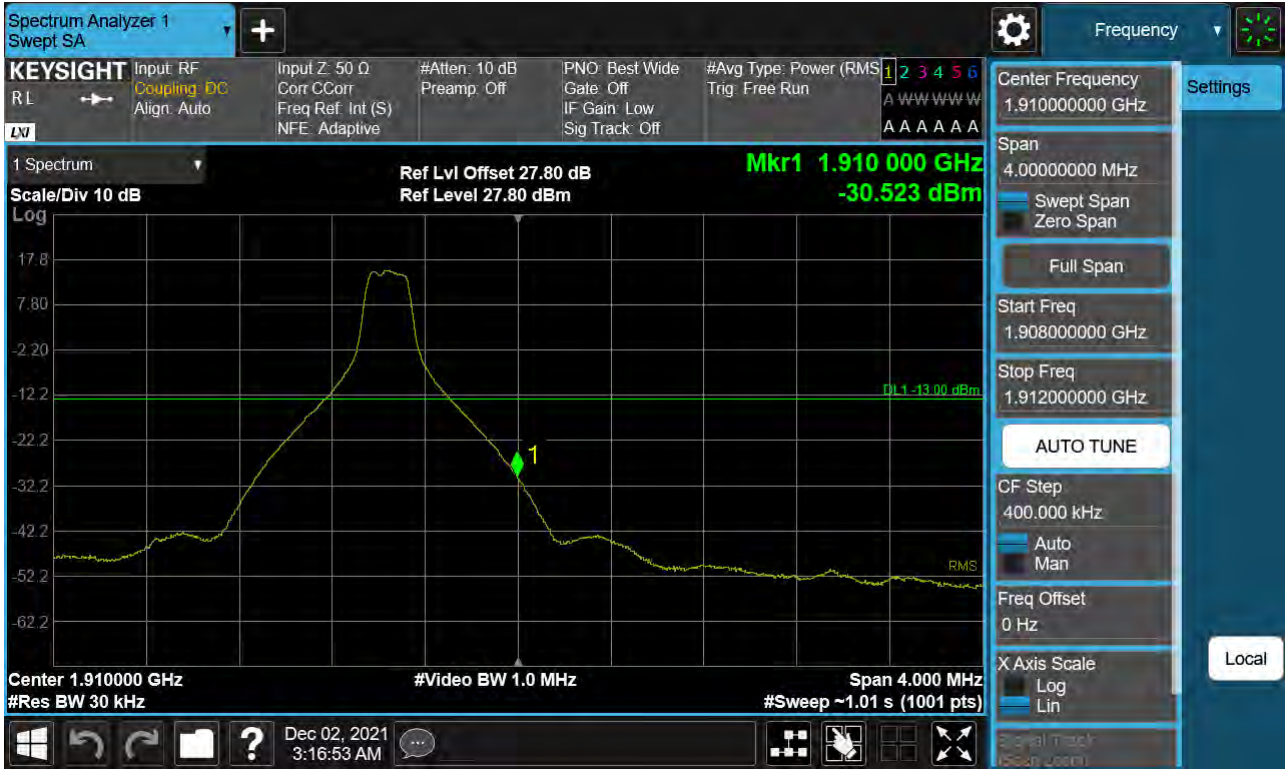 Spectrum Analyzer 1
Swept SA
+
Frequency
KEYSIGHT
RL
LXI
Input: RF
Coupling: DC
Align: Auto
Input Z: 50 Ω
Corr CCorr
Freq Ref: Int (S)
NFE: Adaptive
#Atten: 10 dB
Preamp: Off
PNO: Best Wide
Gate: Off
IF Gain: Low
Sig Track: Off
#Avg Type: Power (RMS
Trig: Free Run
1 2 3 4 5 6
A W W W W W
A A A A A A
1 Spectrum
Scale/Div 10 dB
Ref Lvl Offset 27.80 dB
Ref Level 27.80 dBm
Mkr1 1.910 000 GHz
-30.523 dBm
Log
17.8
7.80
-2.20
-12.2
-22.2
-32.2
-42.2
-52.2
-62.2
DL1 -13.00 dBm
1
RMS
Center 1.910000 GHz
#Video BW 1.0 MHz
Span 4.000 MHz
#Res BW 30 kHz
#Sweep ~1.01 s (1001 pts)
Center Frequency
1.910000000 GHz
Settings
Span
4.00000000 MHz
Swept Span
Zero Span
Full Span
Start Freq
1.908000000 GHz
Stop Freq
1.912000000 GHz
AUTO TUNE
CF Step
400.000 kHz
Auto
Man
Freq Offset
0 Hz
X Axis Scale
Log
Lin
Local
Signal Track
(Span Zoom)
?
Dec 02, 2021
3:16:53 AM